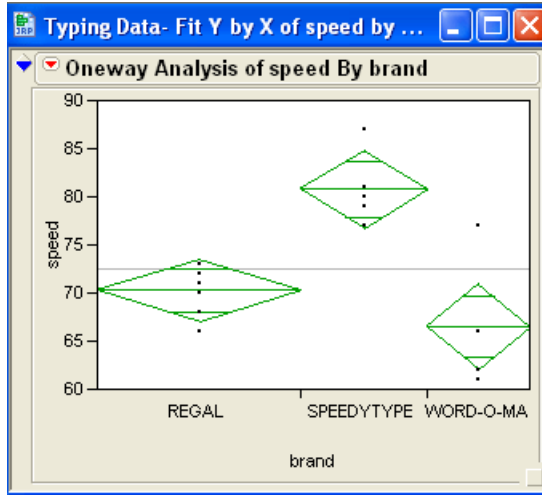 Typing Data- Fit Y by X of speed by ...
Oneway Analysis of speed By brand
90
85
80
75
70
65
60
speed
REGAL SPEEDYTYPE WORD-O-MA
brand